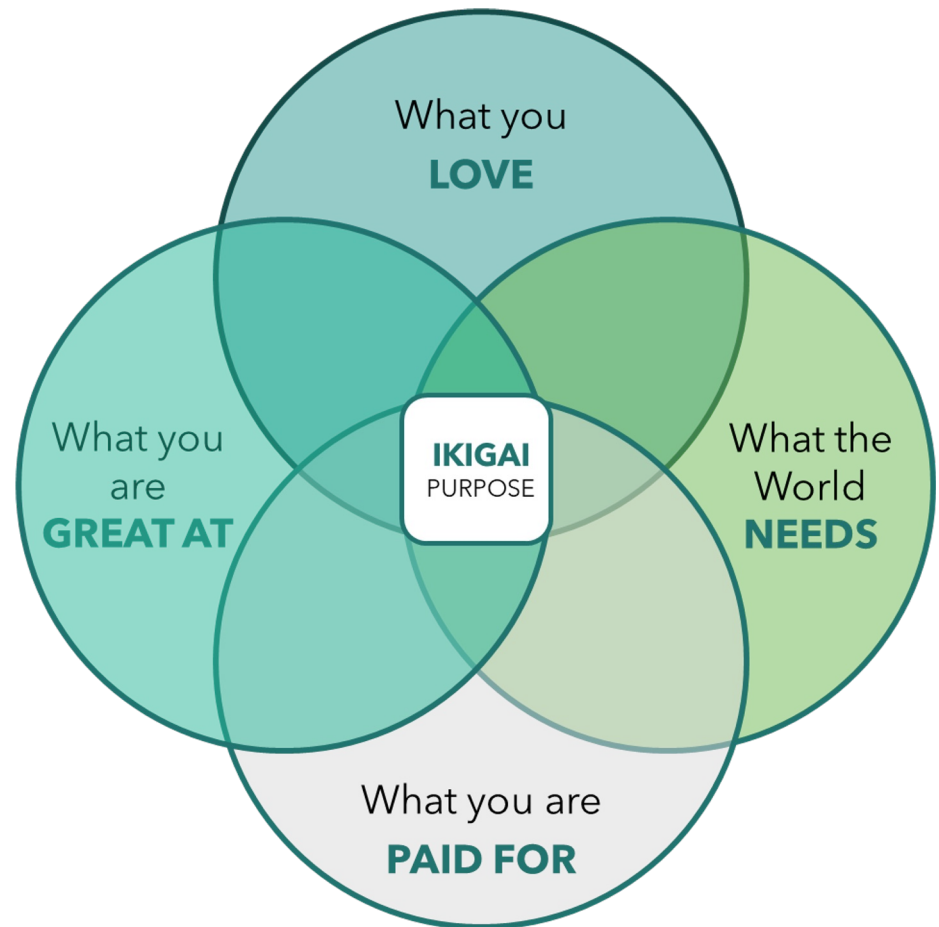 What you
LOVE
What you
are
GREAT AT
IKIGAI
PURPOSE
What the
World
NEEDS
What you are
PAID FOR